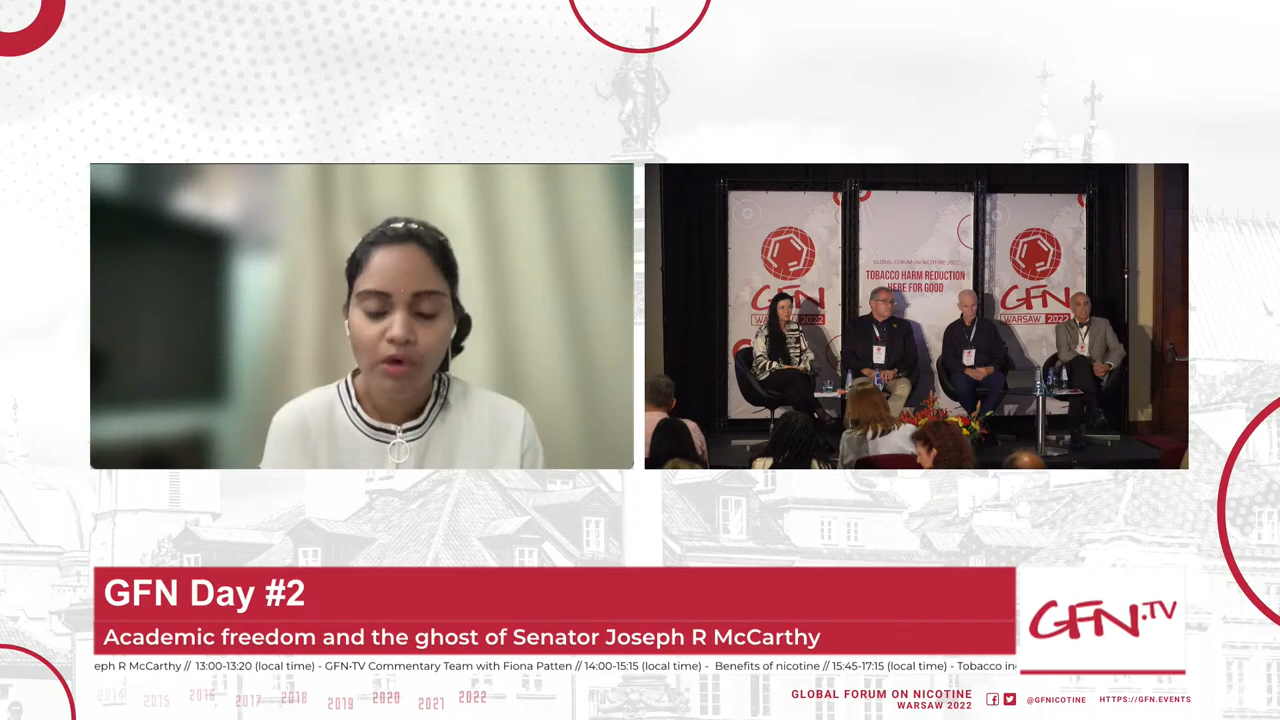 GLOBAL FORUM ON NICOTINE 2022
TOBACCO HARM REDUCTION
HERE FOR GOOD
GFN
WARSAW 2022
GFN
WARSAW 2022
GFN Day #2
Academic freedom and the ghost of Senator Joseph R McCarthy
eph R McCarthy // 13:00-13:20 (local time) - GFN•TV Commentary Team with Fiona Patten // 14:00-15:15 (local time) - Benefits of nicotine // 15:45-17:15 (local time) - Tobacco in
GFN.TV
2014 2015 2016 2017 2018 2019 2020 2021 2022
GLOBAL FORUM ON NICOTINE
WARSAW 2022
@GFNICOTINE
HTTPS://GFN.EVENTS